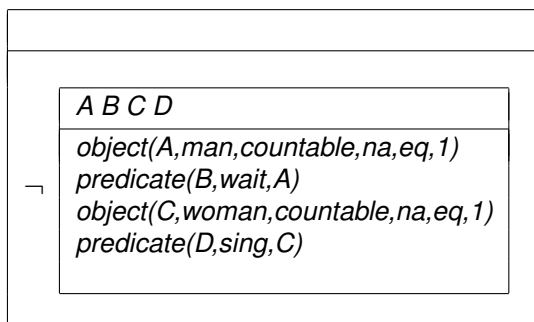 A B C D
object(A,man,countable,na,eq,1)
predicate(B,wait,A)
¬
object(C,woman,countable,na,eq,1)
predicate(D,sing,C)